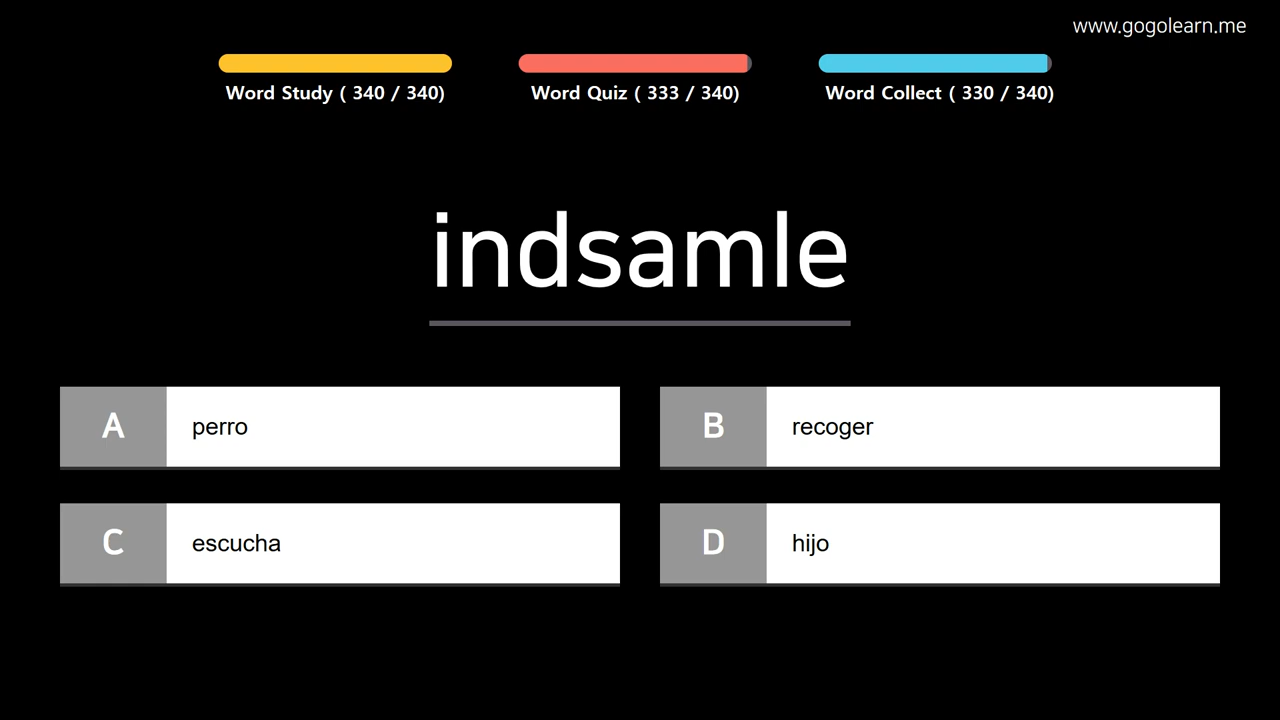 www.gogolearn.me
Word Study ( 340 / 340)
Word Quiz ( 333 / 340)
Word Collect ( 330 / 340)
indsamle
A perro
B recoger
C escucha
D hijo